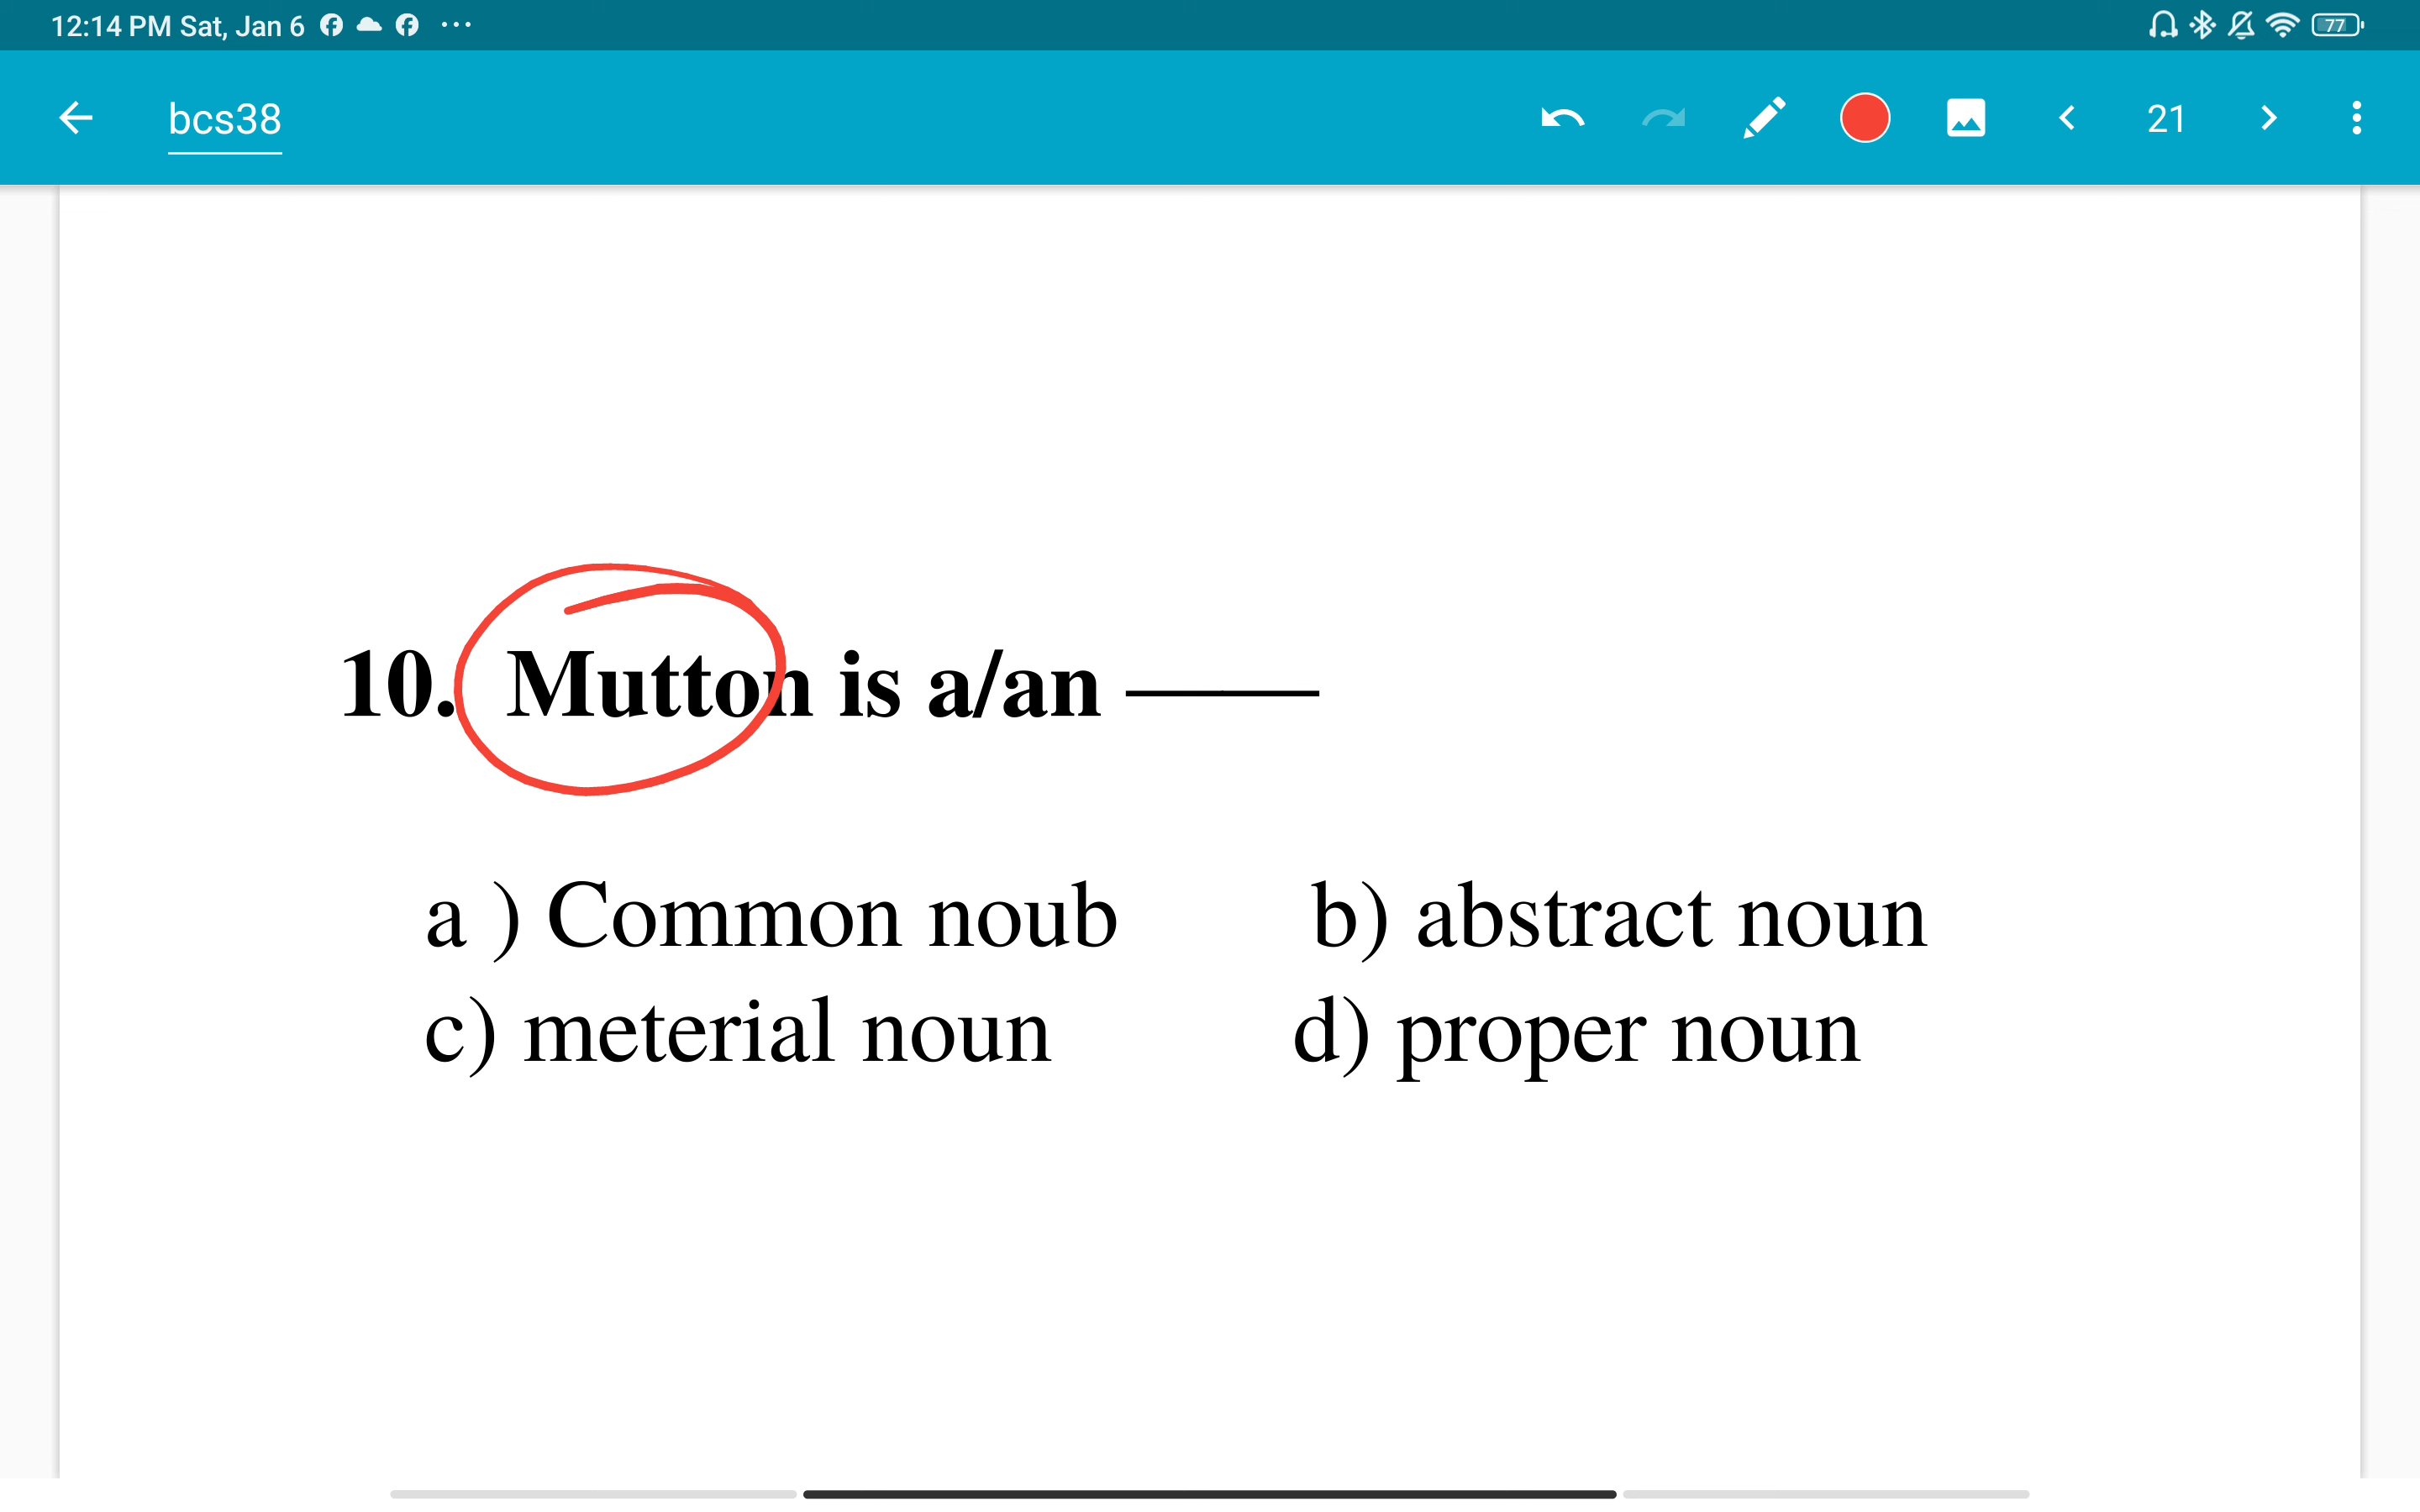 12:14 PM Sat, Jan 6 ··· 77
bcs38 21
10. Mutton is a/an ———
a ) Common noub b) abstract noun
c) meterial noun d) proper noun